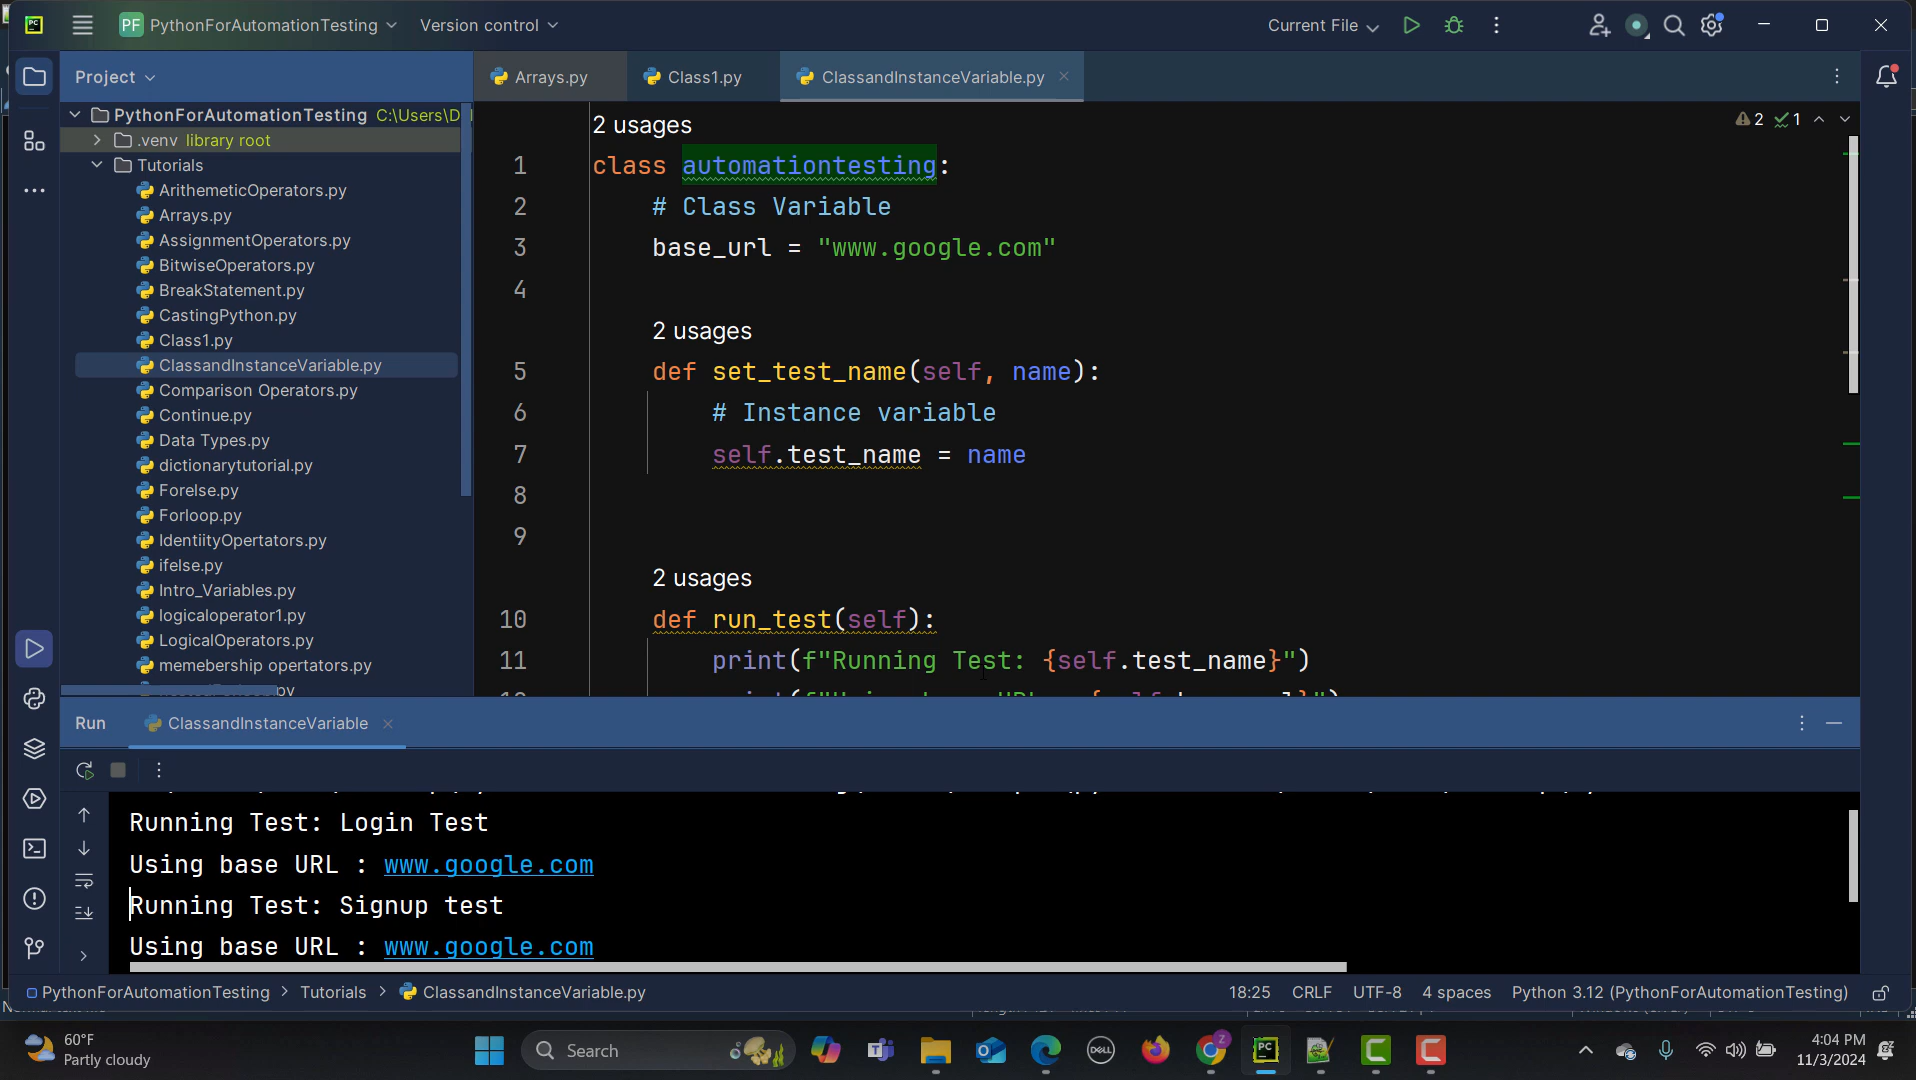 PC
PF PythonForAutomationTesting
Version control
Current File
Project
Arrays.py
Class1.py
ClassandInstanceVariable.py
PythonForAutomationTesting C:\Users\D
.venv library root
Tutorials
ArithemeticOperators.py
Arrays.py
AssignmentOperators.py
BitwiseOperators.py
BreakStatement.py
CastingPython.py
Class1.py
ClassandInstanceVariable.py
Comparison Operators.py
Continue.py
Data Types.py
dictionarytutorial.py
Forelse.py
Forloop.py
IdentiityOpertators.py
ifelse.py
Intro_Variables.py
logicaloperator1.py
LogicalOperators.py
memebership opertators.py
2 usages
2 1
1 class automationtesting:
2 # Class Variable
3 base_url = "www.google.com"
4
2 usages
5 def set_test_name(self, name):
6 # Instance variable
7 self.test_name = name
8
9
2 usages
10 def run_test(self):
11 print(f"Running Test: {self.test_name}")
Run
ClassandInstanceVariable
Running Test: Login Test
Using base URL : www.google.com
Running Test: Signup test
Using base URL : www.google.com
PythonForAutomationTesting > Tutorials > ClassandInstanceVariable.py
18:25 CRLF UTF-8 4 spaces Python 3.12 (PythonForAutomationTesting)
60°F
Partly cloudy
Search
DELL
PC
4:04 PM
11/3/2024